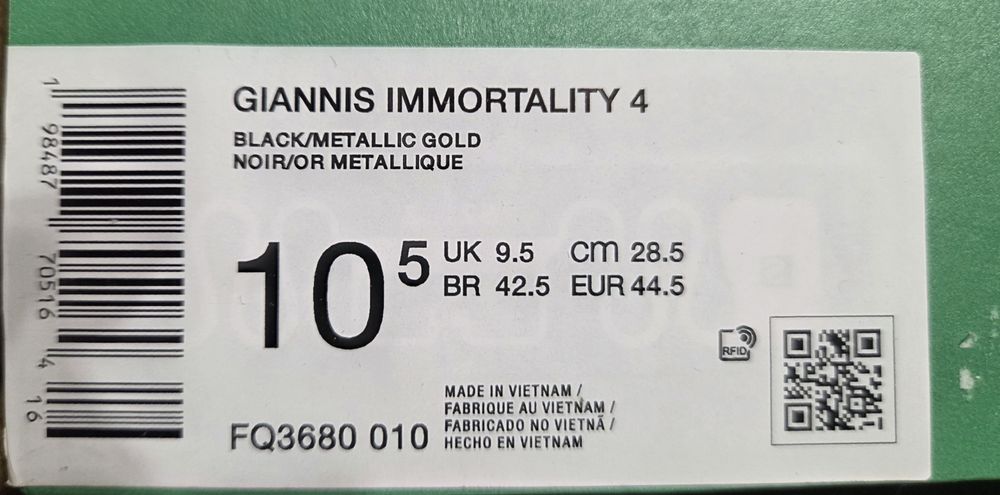 GIANNIS IMMORTALITY 4
BLACK/METALLIC GOLD
NOIR/OR METALLIQUE
10 5
UK 9.5 CM 28.5
BR 42.5 EUR 44.5
RFID
MADE IN VIETNAM /
FABRIQUE AU VIETNAM /
FABRICADO NO VIETNÃ /
HECHO EN VIETNAM
FQ3680 010
1 98487 70516 4 16